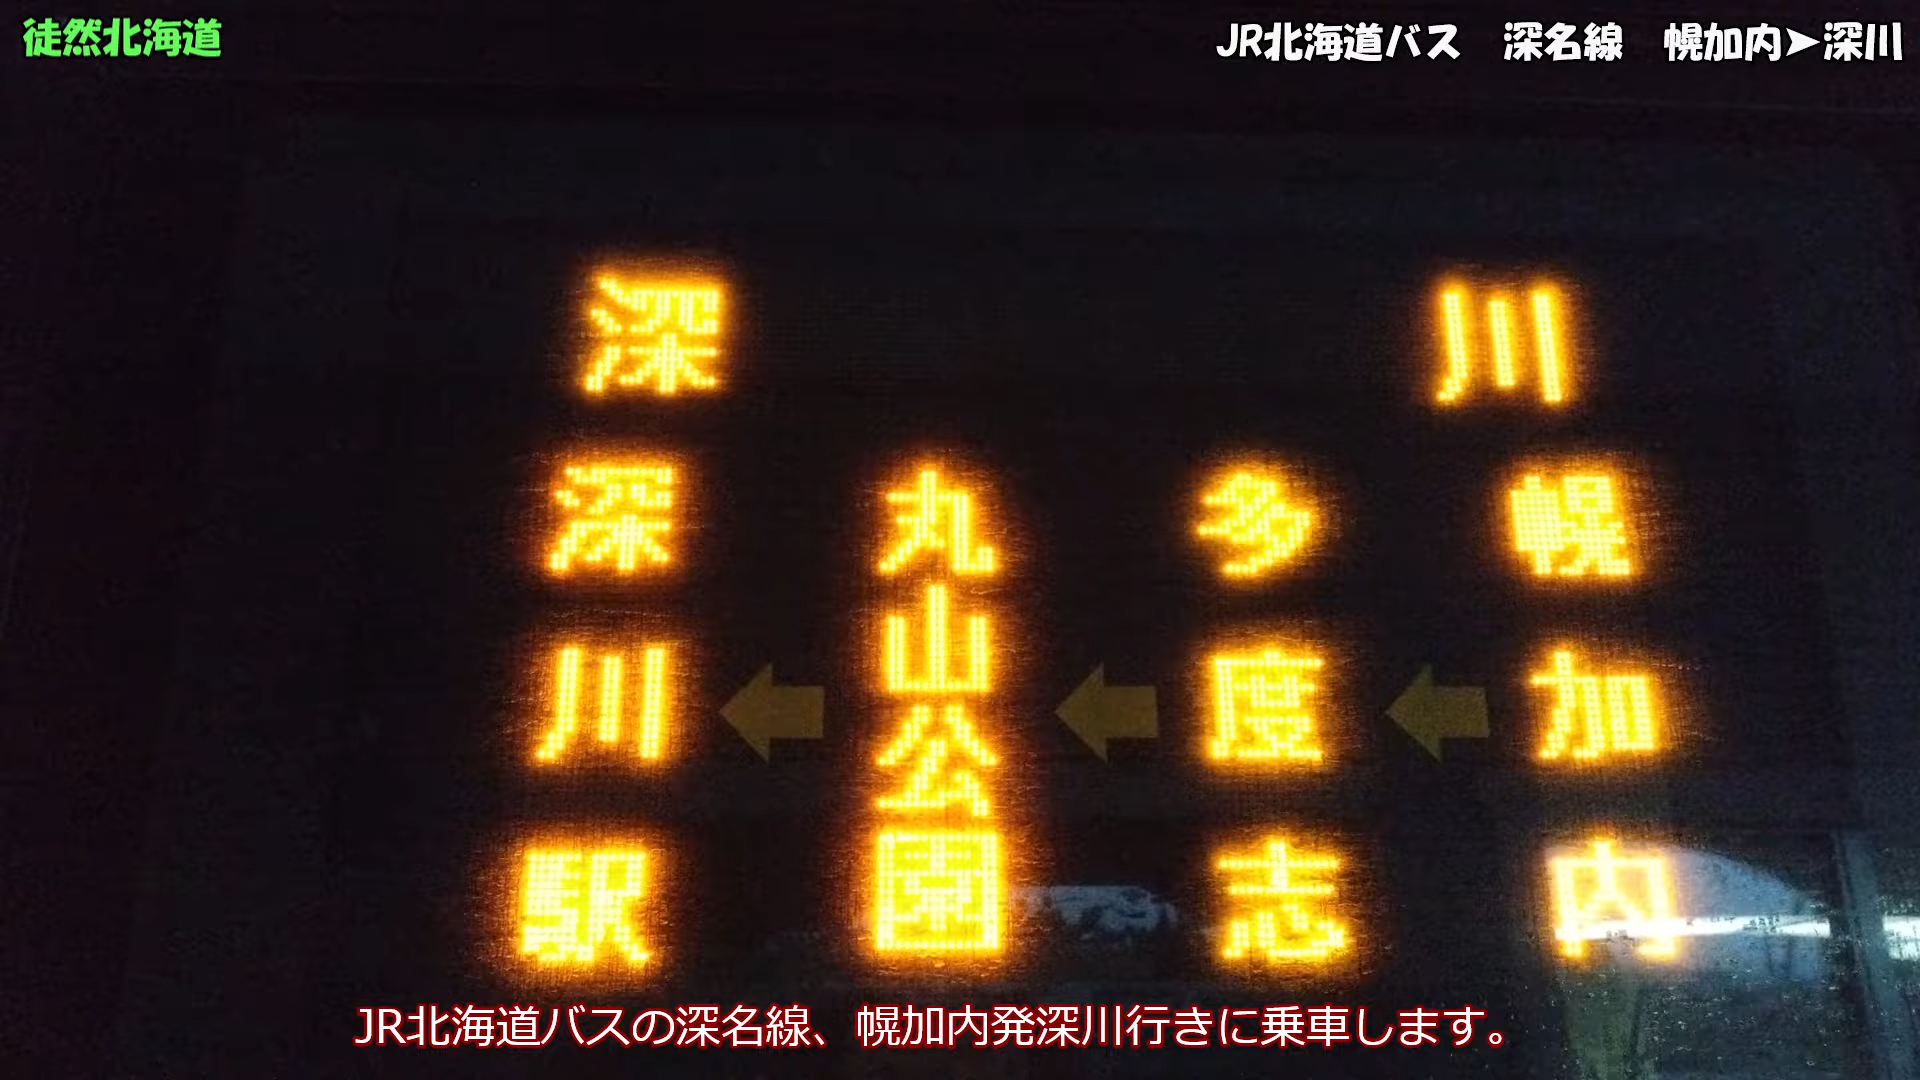 徒然北海道
JR北海道バス　深名線　幌加内➤深川
深川
幌加内
多度志
丸山公園
深川駅
JR北海道バスの深名線、幌加内発深川行きに乗車します。